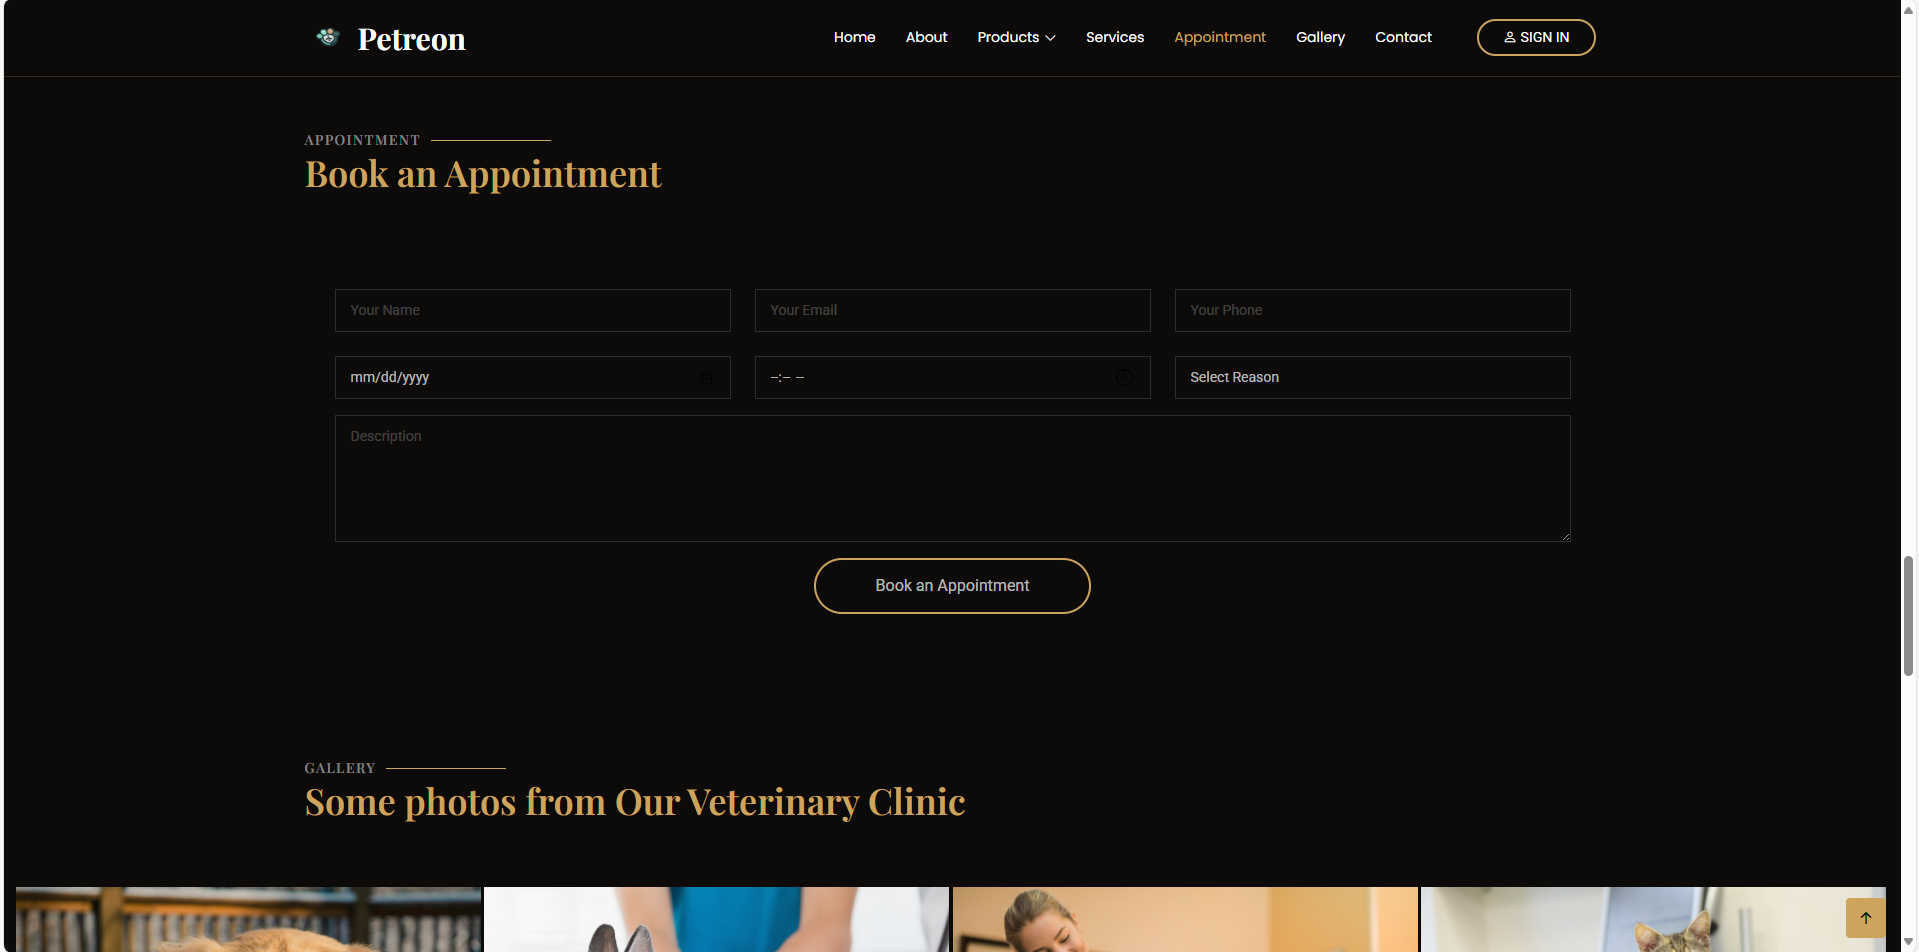 Petreon
Home About Products Services Appointment Gallery Contact SIGN IN
APPOINTMENT
Book an Appointment
Your Name Your Email Your Phone
mm/dd/yyyy --:-- -- Select Reason
Description
Book an Appointment
GALLERY
Some photos from Our Veterinary Clinic